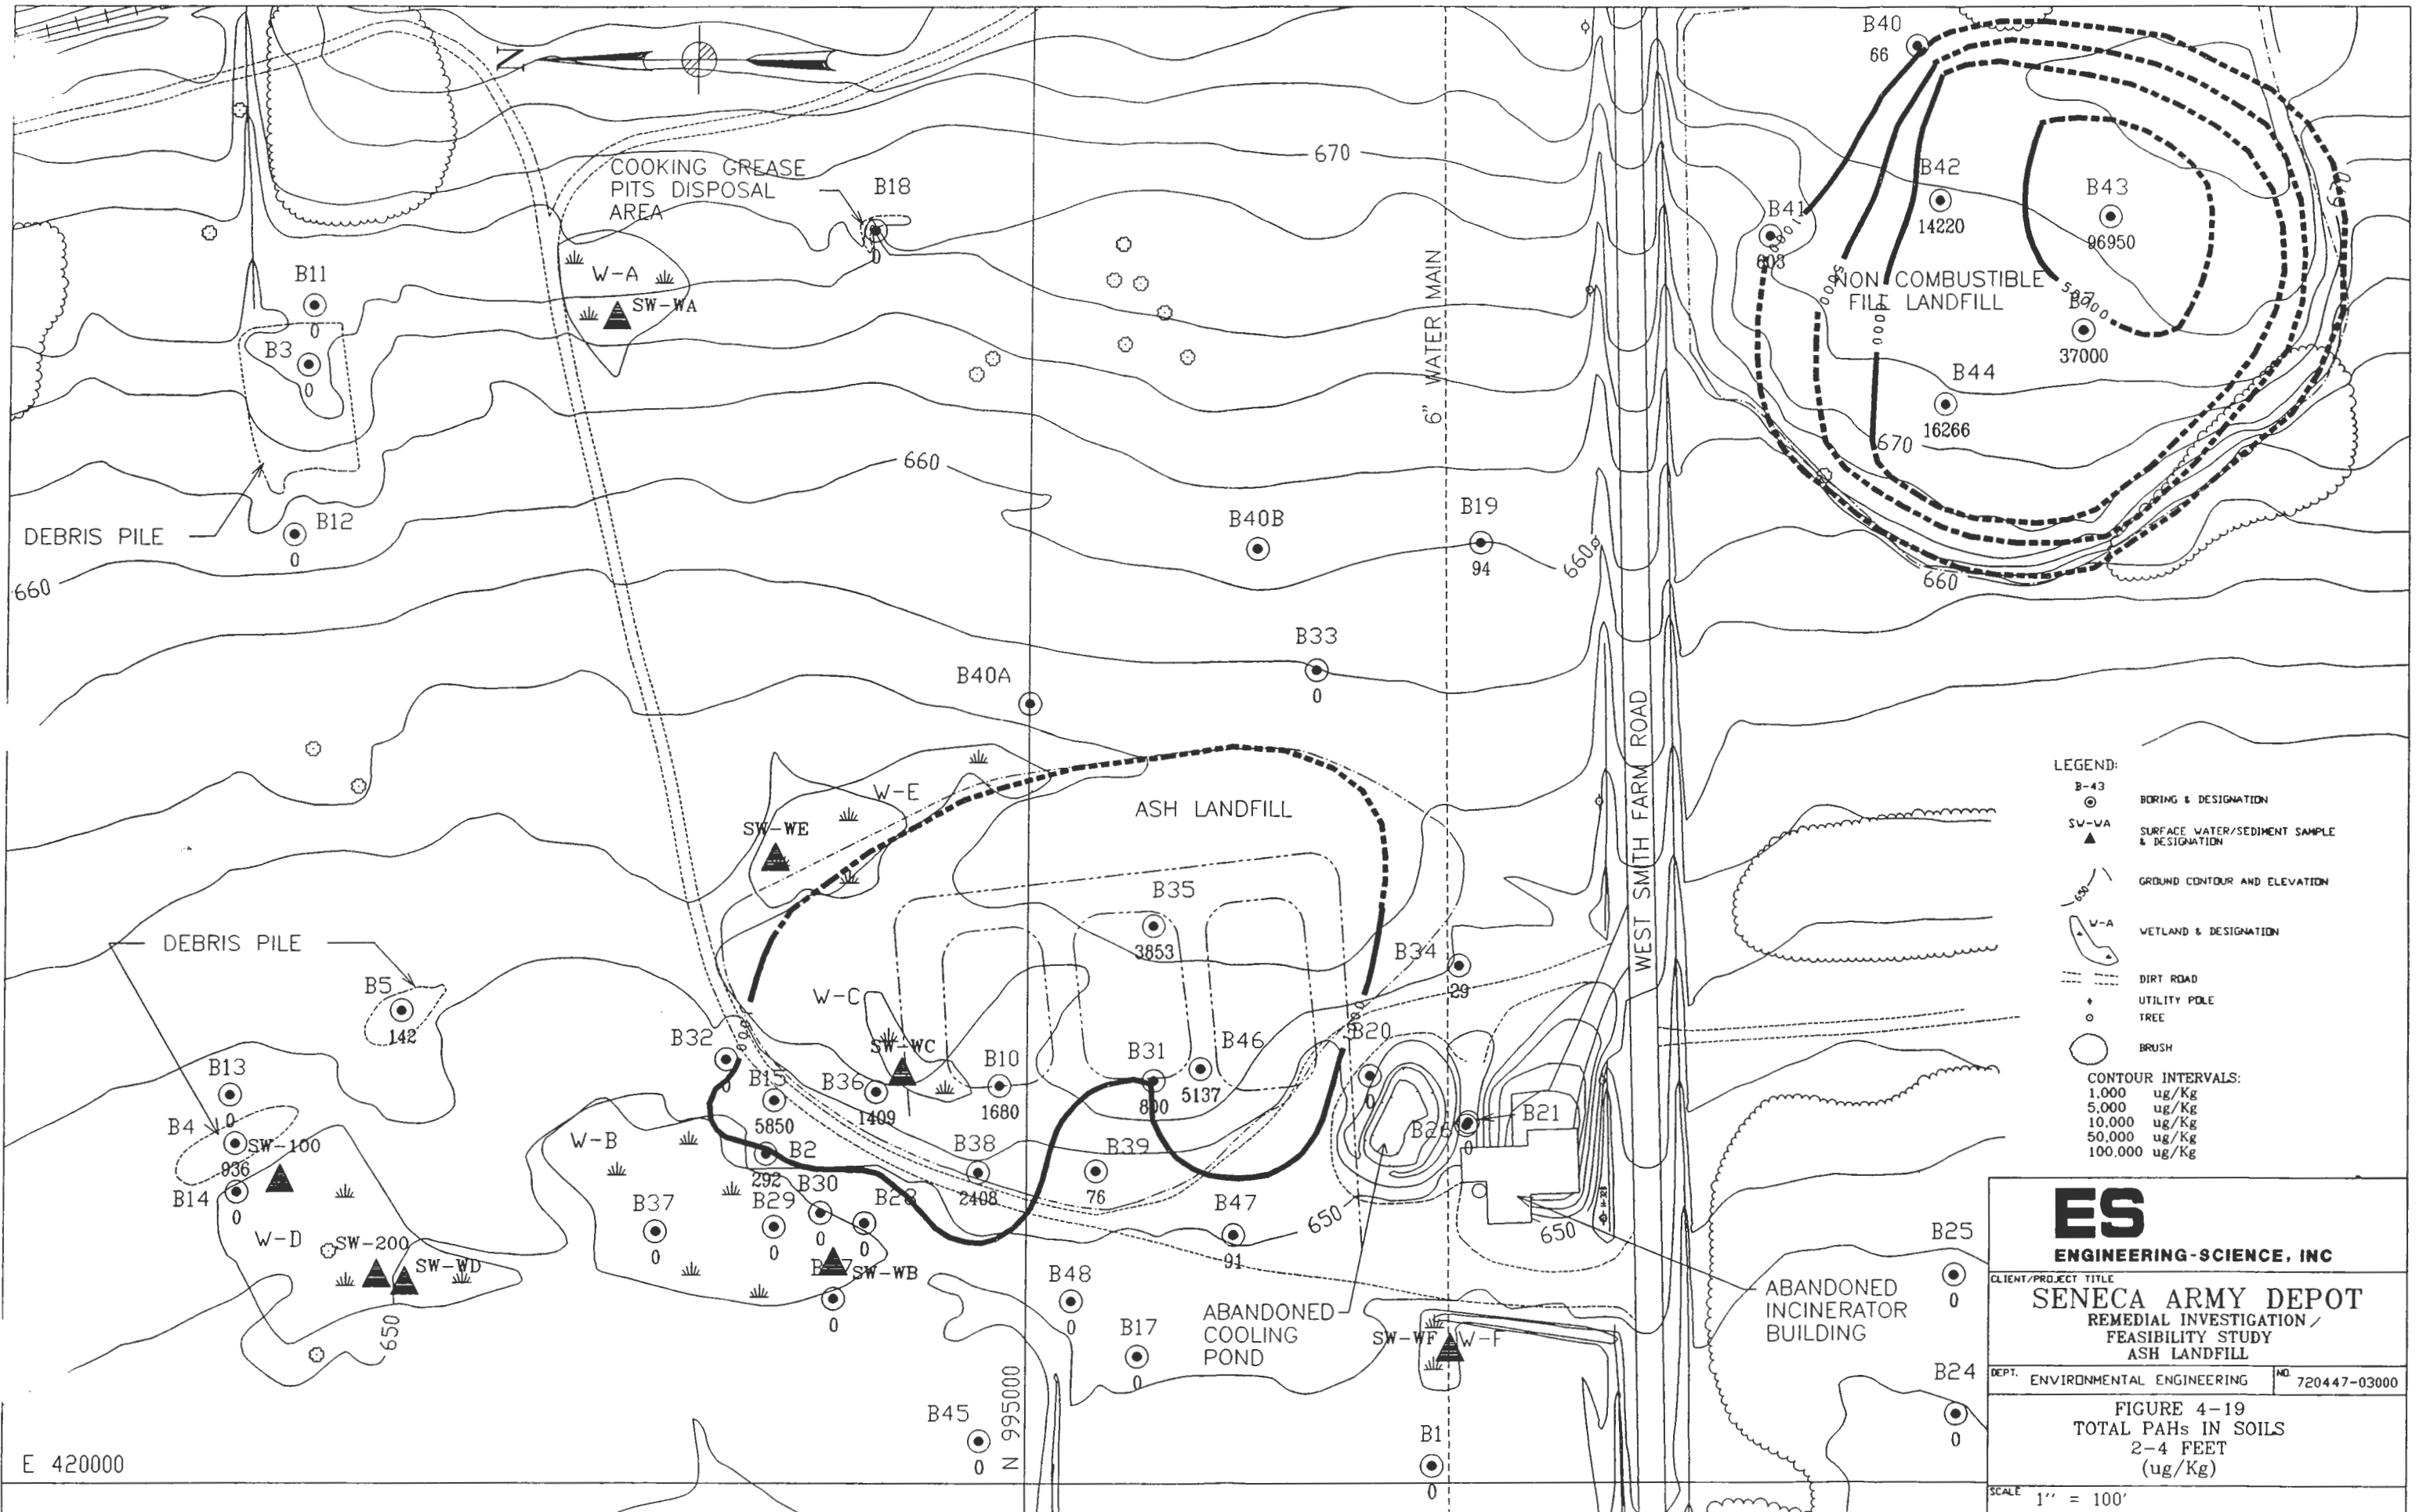 B40
66
N
COOKING GREASE
PITS DISPOSAL
AREA
B18
0
670
6" WATER MAIN
B41
803
B42
14220
B43
96950
1000
5000
10000
50000
NON COMBUSTIBLE
FILL LANDFILL
37000
B44
16266
670
660
W-A
SW-WA
B11
0
B3
0
DEBRIS PILE
B12
0
660
660
B40B
B19
94
660
B33
0
B40A
WEST SMITH FARM ROAD
W-E
SW-WE
ASH LANDFILL
B35
3853
B34
29
DEBRIS PILE
B5
142
W-C
SW-WC
B32
0
B15
5850
B36
1409
B10
1680
B31
800
B46
5137
B20
0
B26
B21
0
B13
0
B4
936
SW-100
B14
0
W-D
SW-200
SW-WD
650
W-B
B2
292
B37
0
B29
0
B30
0
B28
0
SW-WB
0
B38
2408
B39
76
B47
91
650
650
B48
0
B17
0
ABANDONED
COOLING
POND
SW-WF
W-F
ABANDONED
INCINERATOR
BUILDING
B25
0
B24
0
B45
0
N 995000
B1
0
E 420000
LEGEND:
B-43
BORING & DESIGNATION
SW-WA
SURFACE WATER/SEDIMENT SAMPLE
& DESIGNATION
650
GROUND CONTOUR AND ELEVATION
W-A
WETLAND & DESIGNATION
DIRT ROAD
UTILITY POLE
TREE
BRUSH
CONTOUR INTERVALS:
1,000 ug/Kg
5,000 ug/Kg
10,000 ug/Kg
50,000 ug/Kg
100,000 ug/Kg
ES
ENGINEERING-SCIENCE, INC
CLIENT/PROJECT TITLE
SENECA ARMY DEPOT
REMEDIAL INVESTIGATION/
FEASIBILITY STUDY
ASH LANDFILL
DEPT. ENVIRONMENTAL ENGINEERING
NO. 720447-03000
FIGURE 4-19
TOTAL PAHs IN SOILS
2-4 FEET
(ug/Kg)
SCALE 1'' = 100'